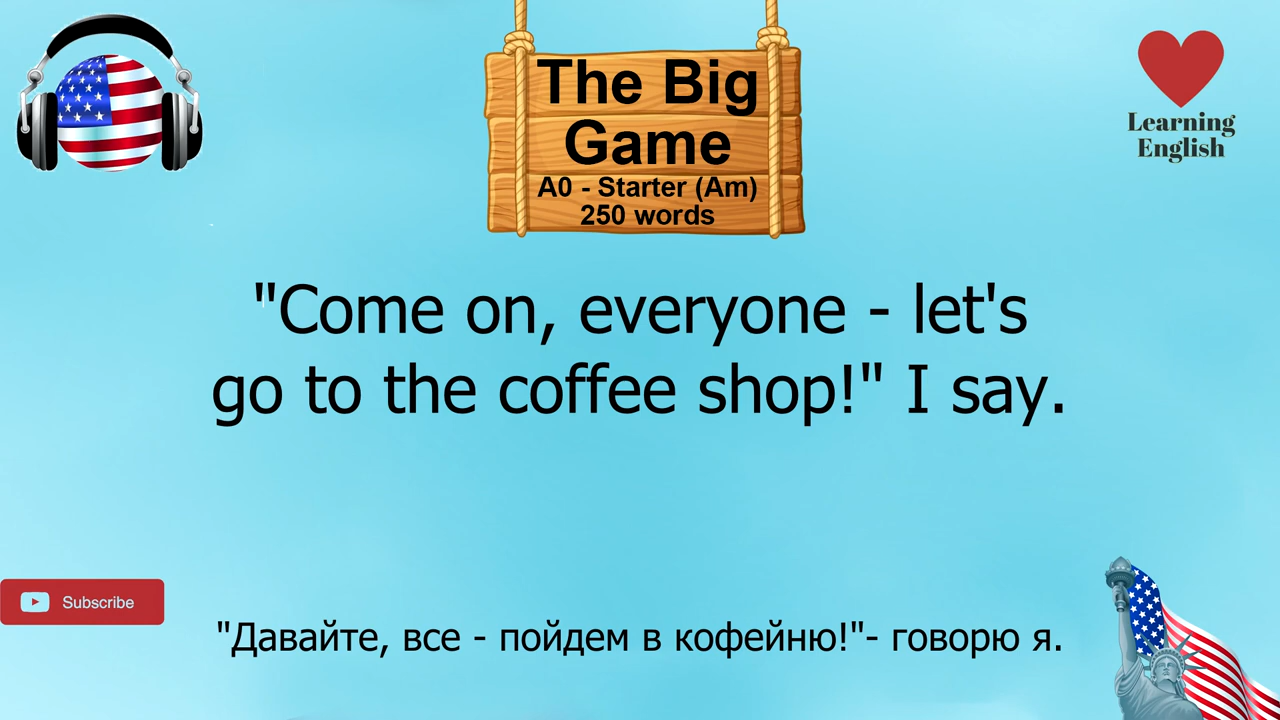 The Big
Game
A0 - Starter (Am)
250 words
Learning
English
"Come on, everyone - let's
go to the coffee shop!" I say.
Subscribe
"Давайте, все - пойдем в кофейню!"- говорю я.